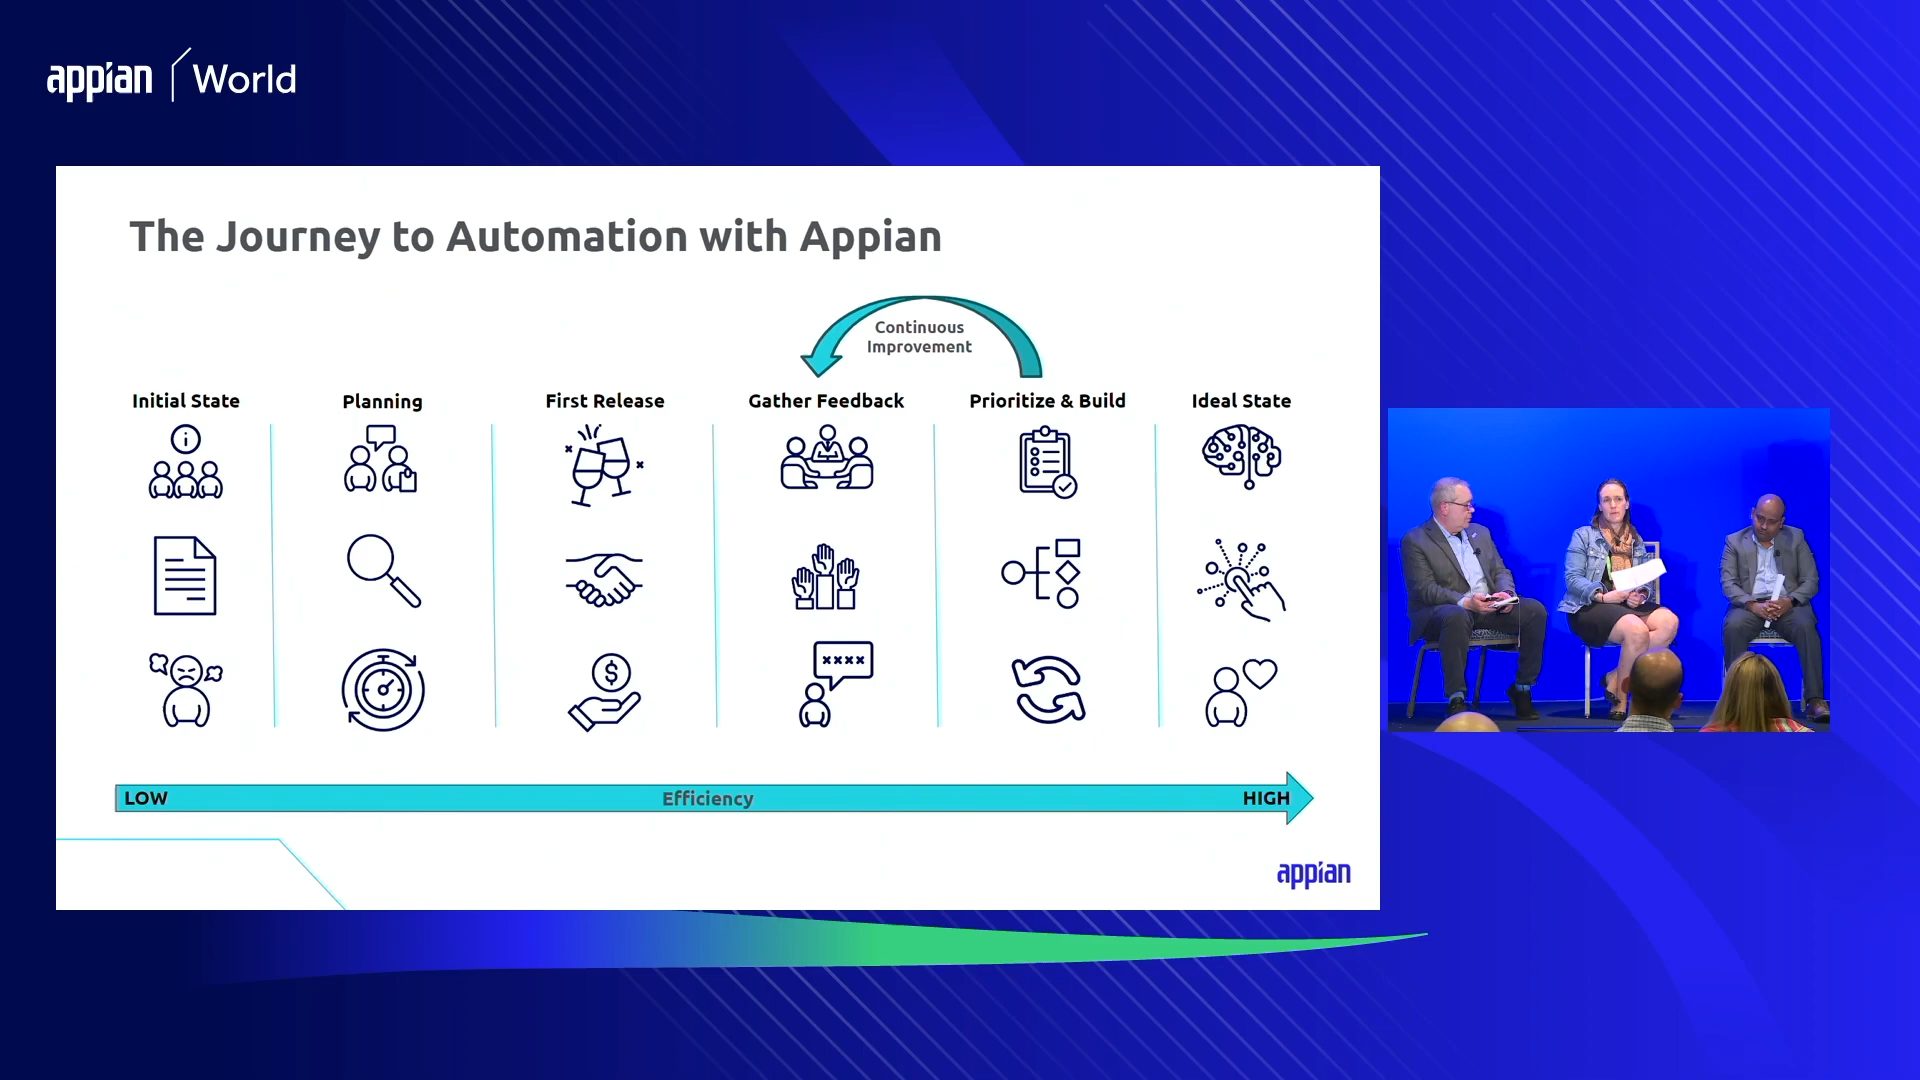 appian World
The Journey to Automation with Appian
Continuous
Improvement
Initial State
Planning
First Release
Gather Feedback
Prioritize & Build
Ideal State
i
$
xxxx
LOW
Efficiency
HIGH
appian